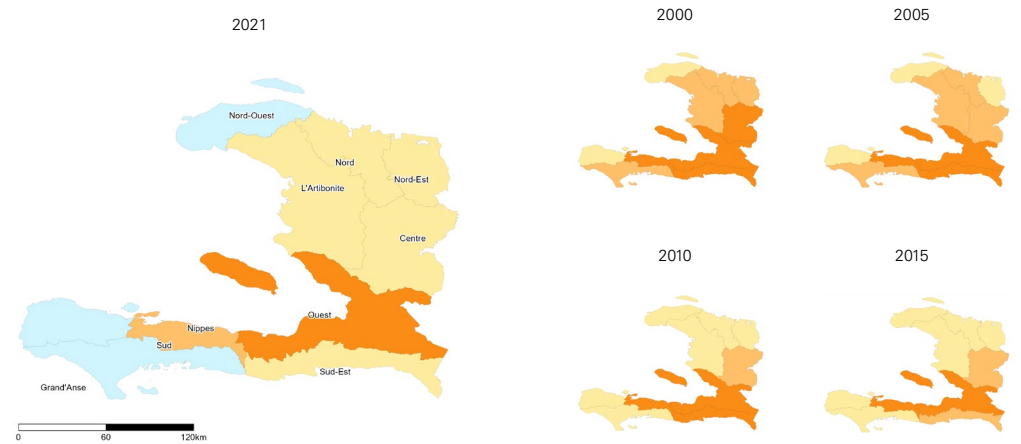 2021
Nord-Ouest
Nord
Nord-Est
L'Artibonite
Centre
Ouest
Nippes
Sud
Sud-Est
Grand'Anse
0 60 120km
2000
2005
2010
2015